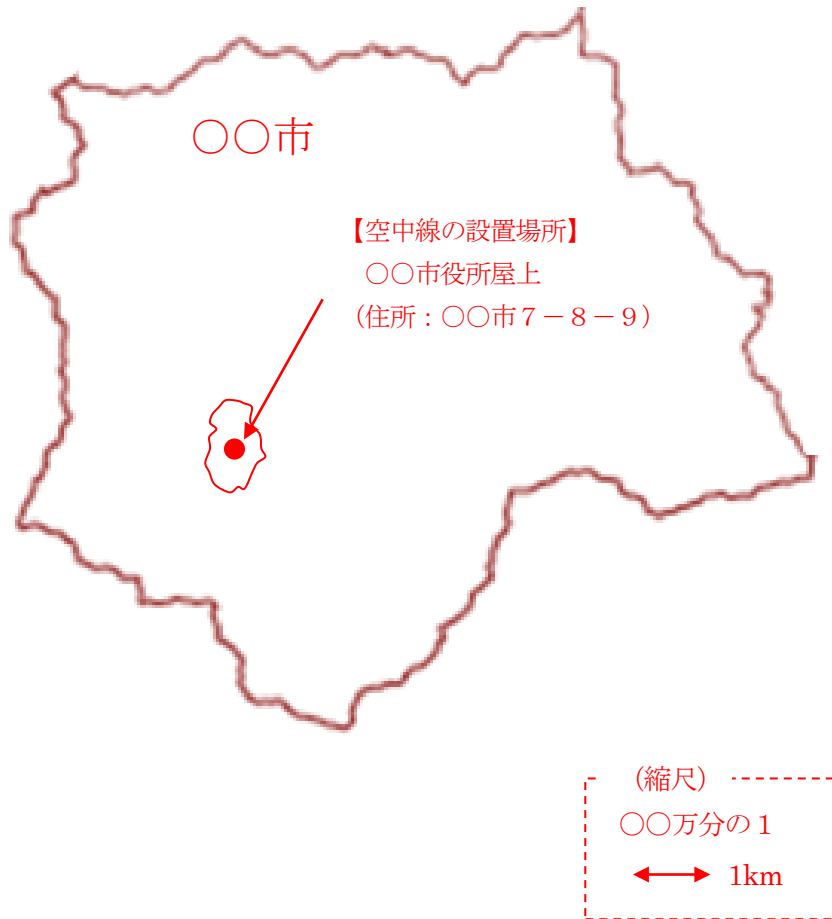 ○○市
【空中線の設置場所】
○○市役所屋上
（住所：○○市７－８－９）
（縮尺）
○○万分の１
1km